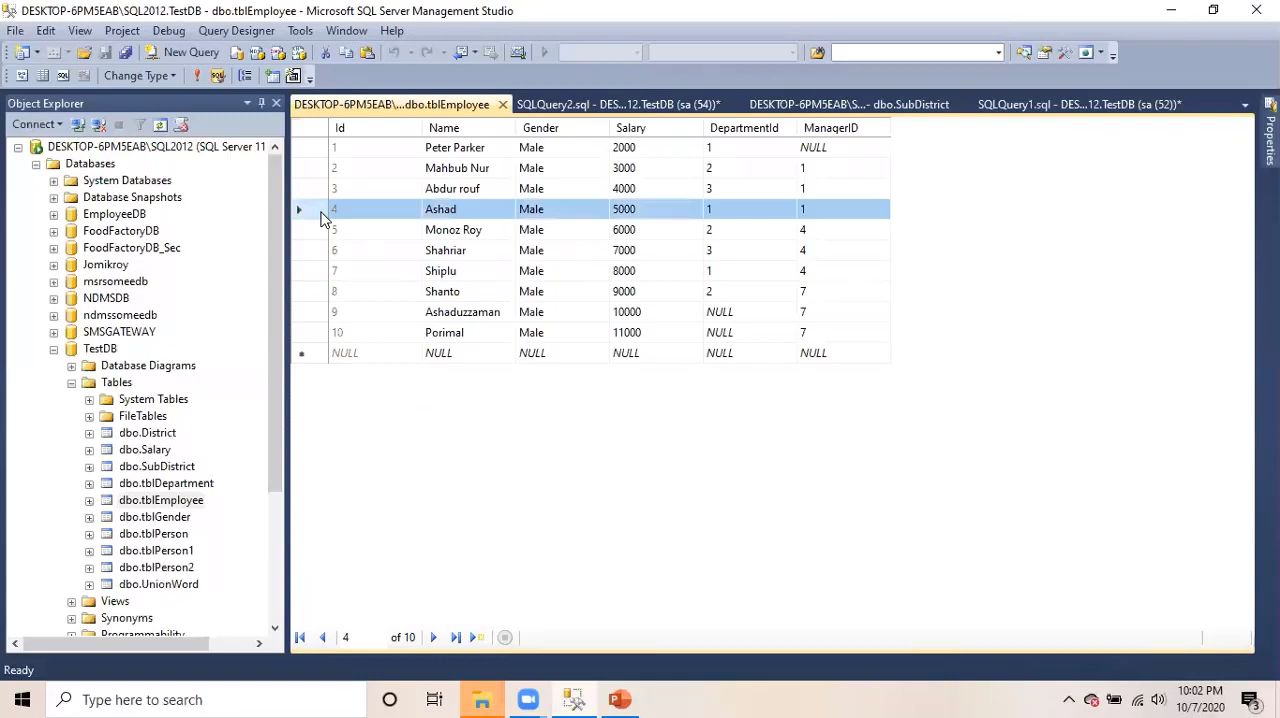 DESKTOP-6PM5EAB\SQL2012.TestDB - dbo.tblEmployee - Microsoft SQL Server Management Studio
File Edit View Project Debug Query Designer Tools Window Help
New Query
Change Type
Object Explorer
DESKTOP-6PM5EAB\...dbo.tblEmployee SQLQuery2.sql - DES...12.TestDB (sa (54))* DESKTOP-6PM5EAB\S...- dbo.SubDistrict SQLQuery1.sql - DES...12.TestDB (sa (52))*
Properties
Connect
DESKTOP-6PM5EAB\SQL2012 (SQL Server 11
Databases
System Databases
Database Snapshots
EmployeeDB
FoodFactoryDB
FoodFactoryDB_Sec
Jomikroy
msrsomeedb
NDMSDB
ndmssomeedb
SMSGATEWAY
TestDB
Database Diagrams
Tables
System Tables
FileTables
dbo.District
dbo.Salary
dbo.SubDistrict
dbo.tblDepartment
dbo.tblEmployee
dbo.tblGender
dbo.tblPerson
dbo.tblPerson1
dbo.tblPerson2
dbo.UnionWord
Views
Synonyms
Programmability
Id Name Gender Salary DepartmentId ManagerID
1 Peter Parker Male 2000 1 NULL
2 Mahbub Nur Male 3000 2 1
3 Abdur rouf Male 4000 3 1
4 Ashad Male 5000 1 1
5 Monoz Roy Male 6000 2 4
6 Shahriar Male 7000 3 4
7 Shiplu Male 8000 1 4
8 Shanto Male 9000 2 7
9 Ashaduzzaman Male 10000 NULL 7
10 Porimal Male 11000 NULL 7
NULL NULL NULL NULL NULL NULL
4 of 10
Ready
Type here to search
10:02 PM
10/7/2020
3